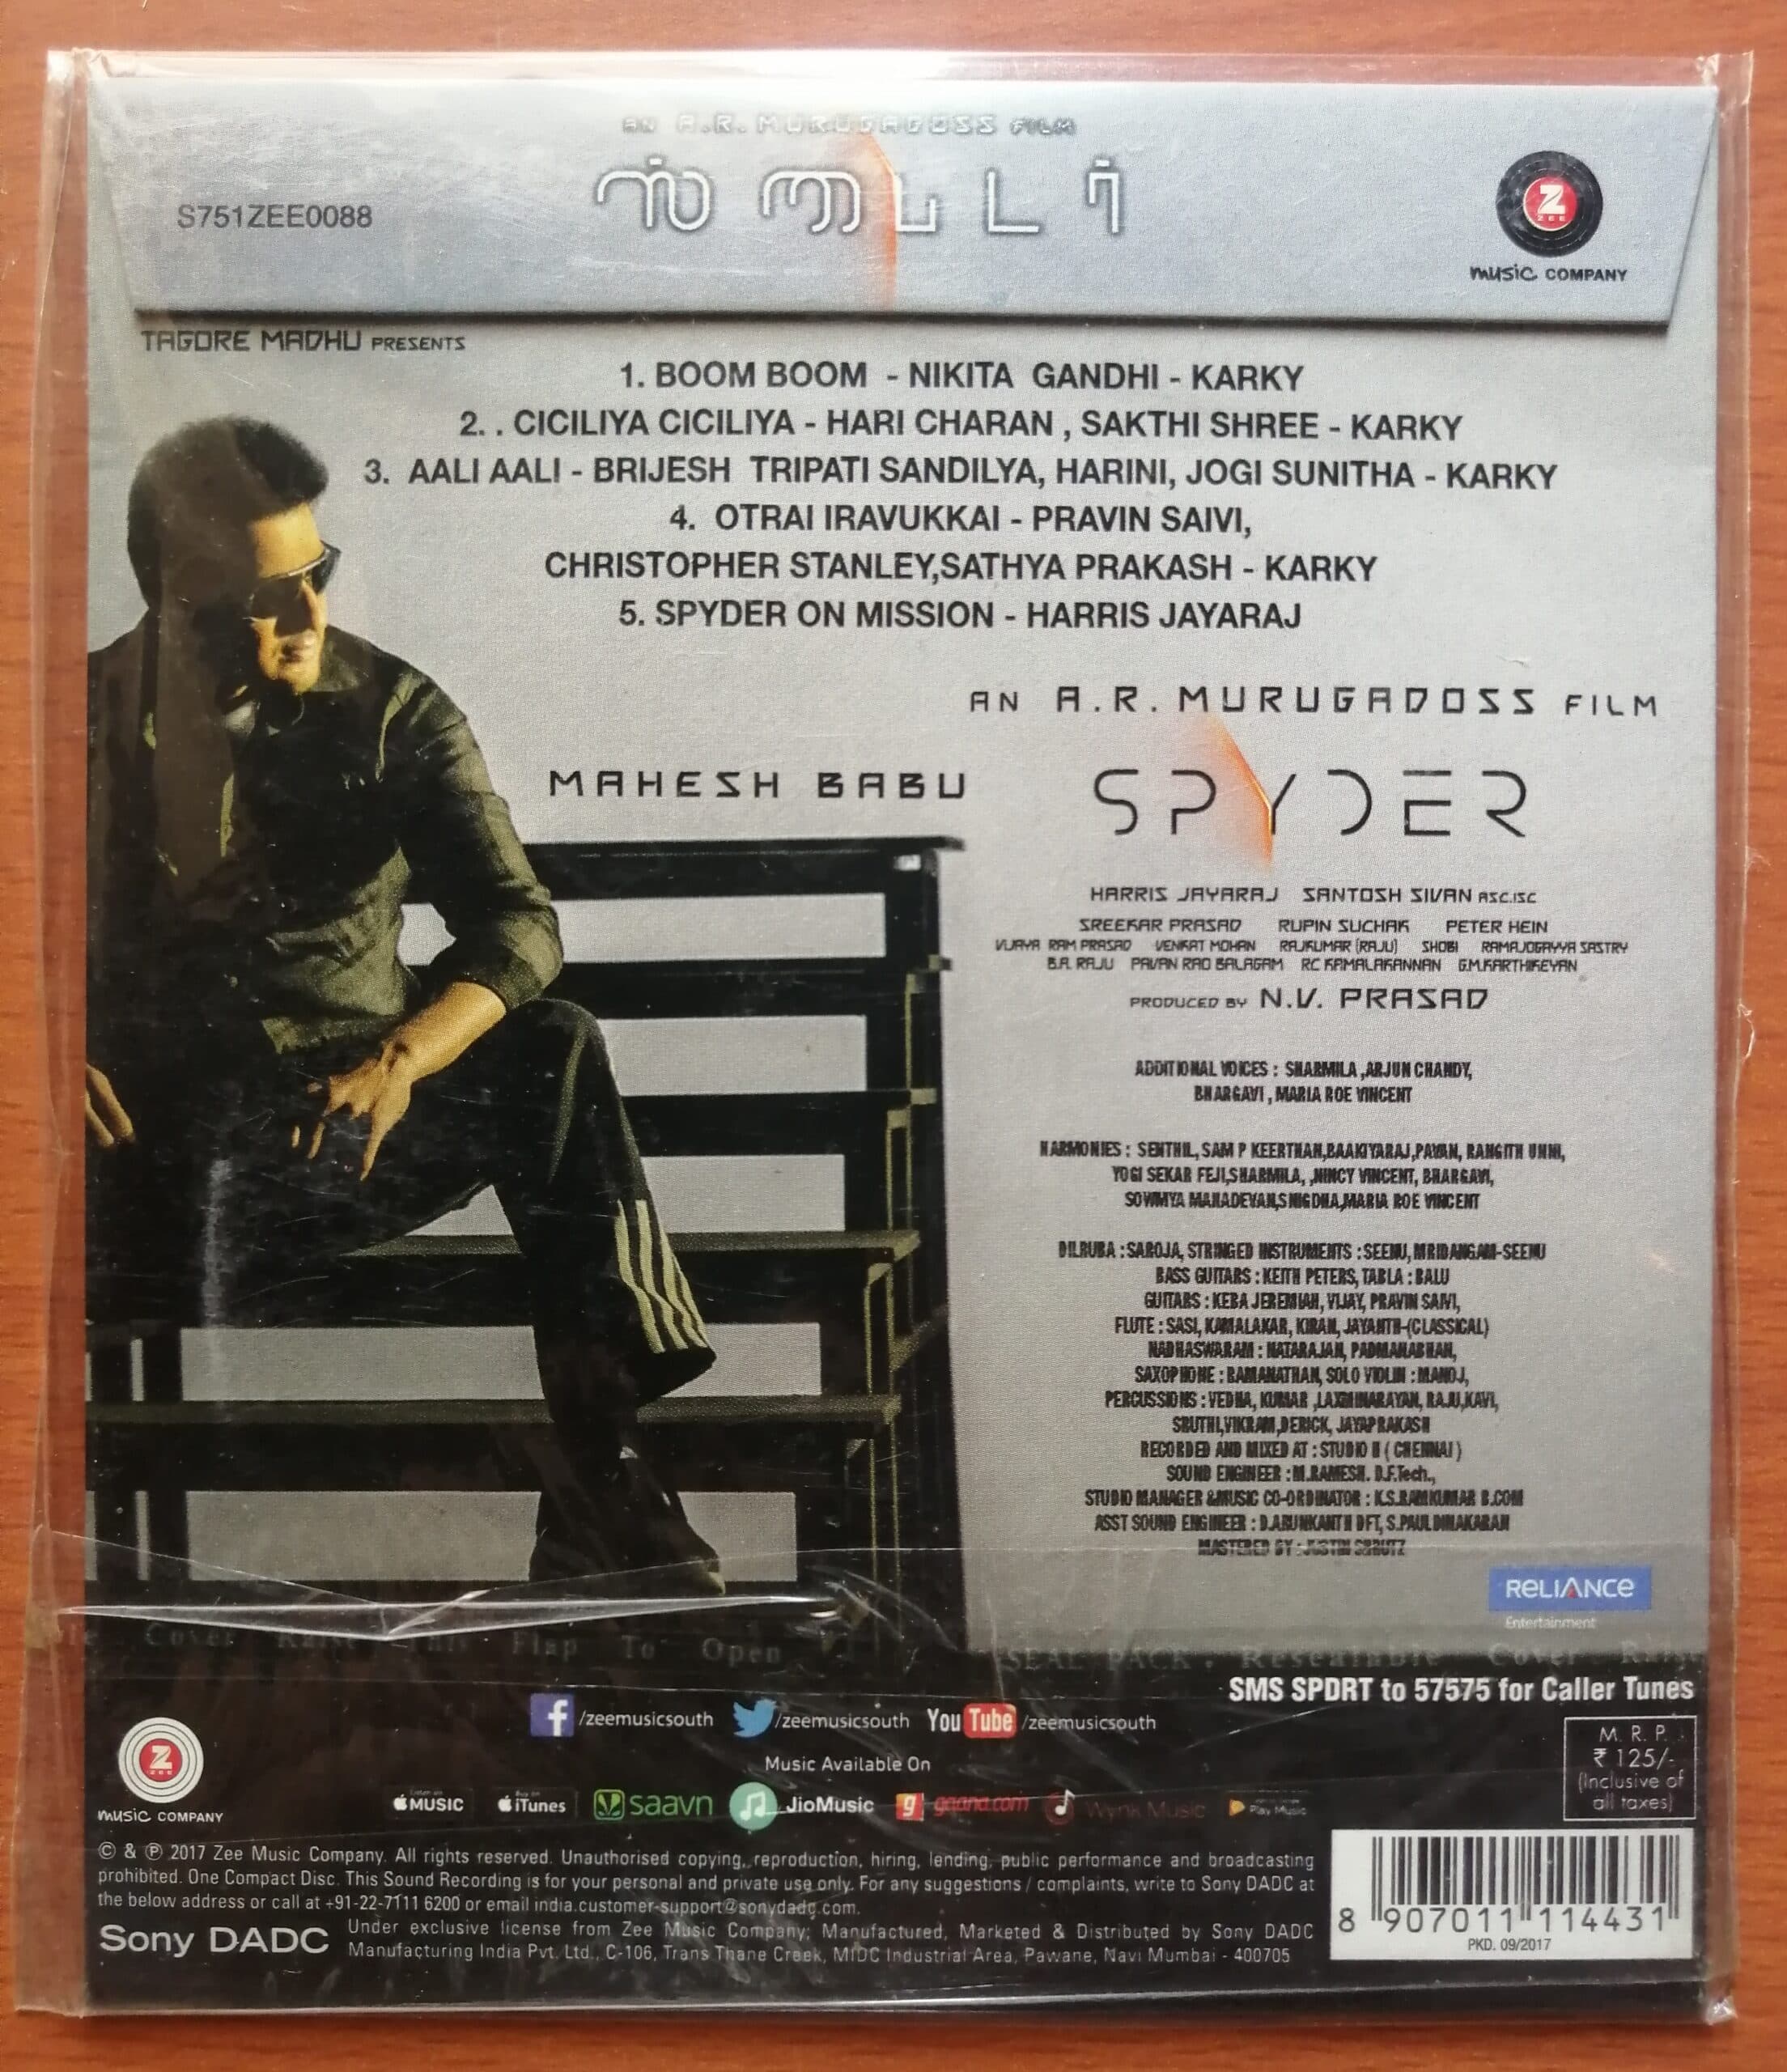 AN A.R. MURUGADOSS FILM
ஸ்பைடர்
S751ZEE0088
Z
ZEE
music COMPANY
TAGORE MADHU PRESENTS
1. BOOM BOOM - NIKITA GANDHI - KARKY
2. . CICILIYA CICILIYA - HARI CHARAN , SAKTHI SHREE - KARKY
3. AALI AALI - BRIJESH TRIPATI SANDILYA, HARINI, JOGI SUNITHA - KARKY
4. OTRAI IRAVUKKAI - PRAVIN SAIVI,
CHRISTOPHER STANLEY,SATHYA PRAKASH - KARKY
5. SPYDER ON MISSION - HARRIS JAYARAJ
AN A.R. MURUGADOSS FILM
MAHESH BABU
SPYDER
HARRIS JAYARAJ SANTOSH SIVAN ASC.ISC
SREEKAR PRASAD RUPIN SUCHAK PETER HEIN
VIJAYA RAM PRASAD VENKAT MOHAN RAJKUMAR (RAJU) SHOBI RAMAJOGAYYA SASTRY
B.A. RAJU PAVAN RAO BALAGAM RC KAMALAKANNAN G.M.KARTHIKEYAN
PRODUCED BY N.V. PRASAD
ADDITIONAL VOICES : SHARMILA ,ARJUN CHANDY,
BHARGAVI , MARIA ROE VINCENT
HARMONIES : SENTHIL, SAM P KEERTHAN,BAAKIYARAJ,PAVAN, RANGITH UNNI,
YOGI SEKAR FEJI,SHARMILA, ,NINCY VINCENT, BHARGAVI,
SOWMYA MAHADEVAN,SNIGDHA,MARIA ROE VINCENT
DILRUBA : SAROJA, STRINGED INSTRUMENTS : SEENU, MRIDANGAM-SEENU
BASS GUITARS : KEITH PETERS, TABLA : BALU
GUITARS : KEBA JEREMIAH, VIJAY, PRAVIN SAIVI,
FLUTE : SASI, KAMALAKAR, KIRAN, JAYANTH-(CLASSICAL)
NADHASWARAM : NATARAJAN, PADMANABHAN,
SAXOPHONE : RAMANATHAN, SOLO VIOLIN : MANOJ,
PERCUSSIONS : VEDHA, KUMAR ,LAXMINARAYAN, RAJU,KAVI,
SRUTHI,VIKRAM,DERICK, JAYAPRAKASH
RECORDED AND MIXED AT : STUDIO H ( CHENNAI )
SOUND ENGINEER : M.RAMESH. D.F.Tech.,
STUDIO MANAGER &MUSIC CO-ORDINATOR : K.S.RAMKUMAR B.COM
ASST SOUND ENGINEER : D.ARUNKANTH DFT, S.PAUL DINAKARAN
MASTERED BY : JUSTIN SHRUTZ
RELIANCE
Entertainment
Cover Raise This Flap To Open
SEAL PACK . Resealable Cover Raise
SMS SPDRT to 57575 for Caller Tunes
f /zeemusicsouth /zeemusicsouth YouTube /zeemusicsouth
Music Available On
MUSIC iTunes saavn JioMusic g gaana.com Wynk Music Play Music
M. R. P.
₹ 125/-
(Inclusive of
all taxes)
Z
ZEE
music COMPANY
© & ℗ 2017 Zee Music Company. All rights reserved. Unauthorised copying, reproduction, hiring, lending, public performance and broadcasting
prohibited. One Compact Disc. This Sound Recording is for your personal and private use only. For any suggestions / complaints, write to Sony DADC at
the below address or call at +91-22-7111 6200 or email india.customer-support@sonydadc.com.
Sony DADC
Under exclusive license from Zee Music Company; Manufactured, Marketed & Distributed by Sony DADC
Manufacturing India Pvt. Ltd., C-106, Trans Thane Creek, MIDC Industrial Area, Pawane, Navi Mumbai - 400705
8 907011 114431
PKD. 09/2017